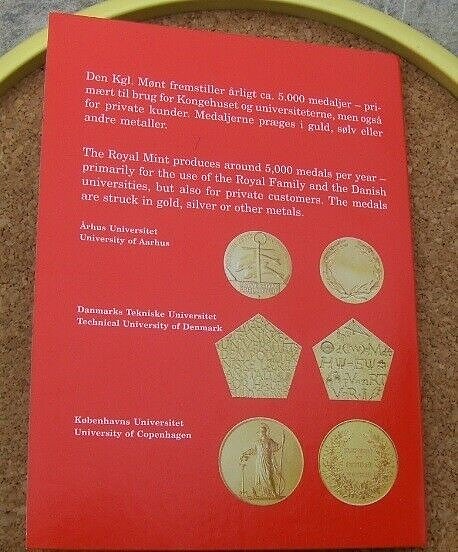 Den Kgl. Mønt fremstiller årligt ca. 5.000 medaljer – pri-
mært til brug for Kongehuset og universiteterne, men også
for private kunder. Medaljerne præges i guld, sølv eller
andre metaller.
The Royal Mint produces around 5,000 medals per year –
primarily for the use of the Royal Family and the Danish
universities, but also for private customers. The medals
are struck in gold, silver or other metals.
Århus Universitet
University of Aarhus
Danmarks Tekniske Universitet
Technical University of Denmark
Københavns Universitet
University of Copenhagen